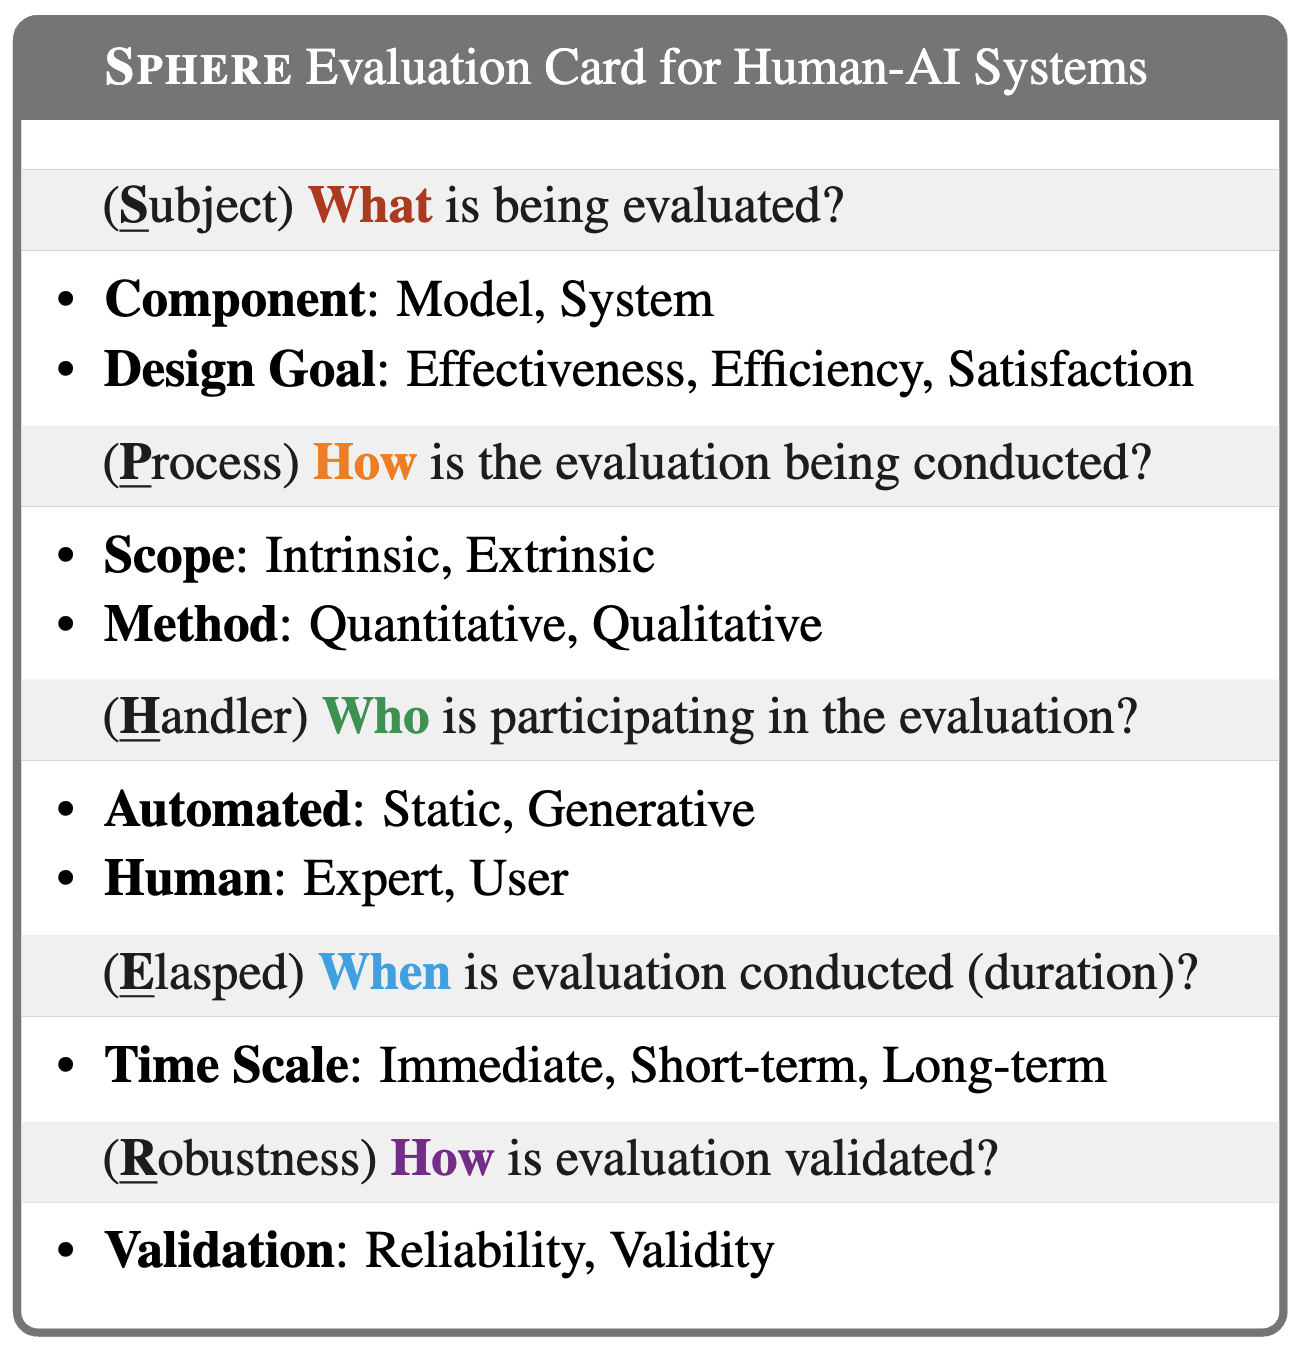 SPHERE Evaluation Card for Human-AI Systems
(Subject) What is being evaluated?
• Component: Model, System
• Design Goal: Effectiveness, Efficiency, Satisfaction
(Process) How is the evaluation being conducted?
• Scope: Intrinsic, Extrinsic
• Method: Quantitative, Qualitative
(Handler) Who is participating in the evaluation?
• Automated: Static, Generative
• Human: Expert, User
(Elasped) When is evaluation conducted (duration)?
• Time Scale: Immediate, Short-term, Long-term
(Robustness) How is evaluation validated?
• Validation: Reliability, Validity